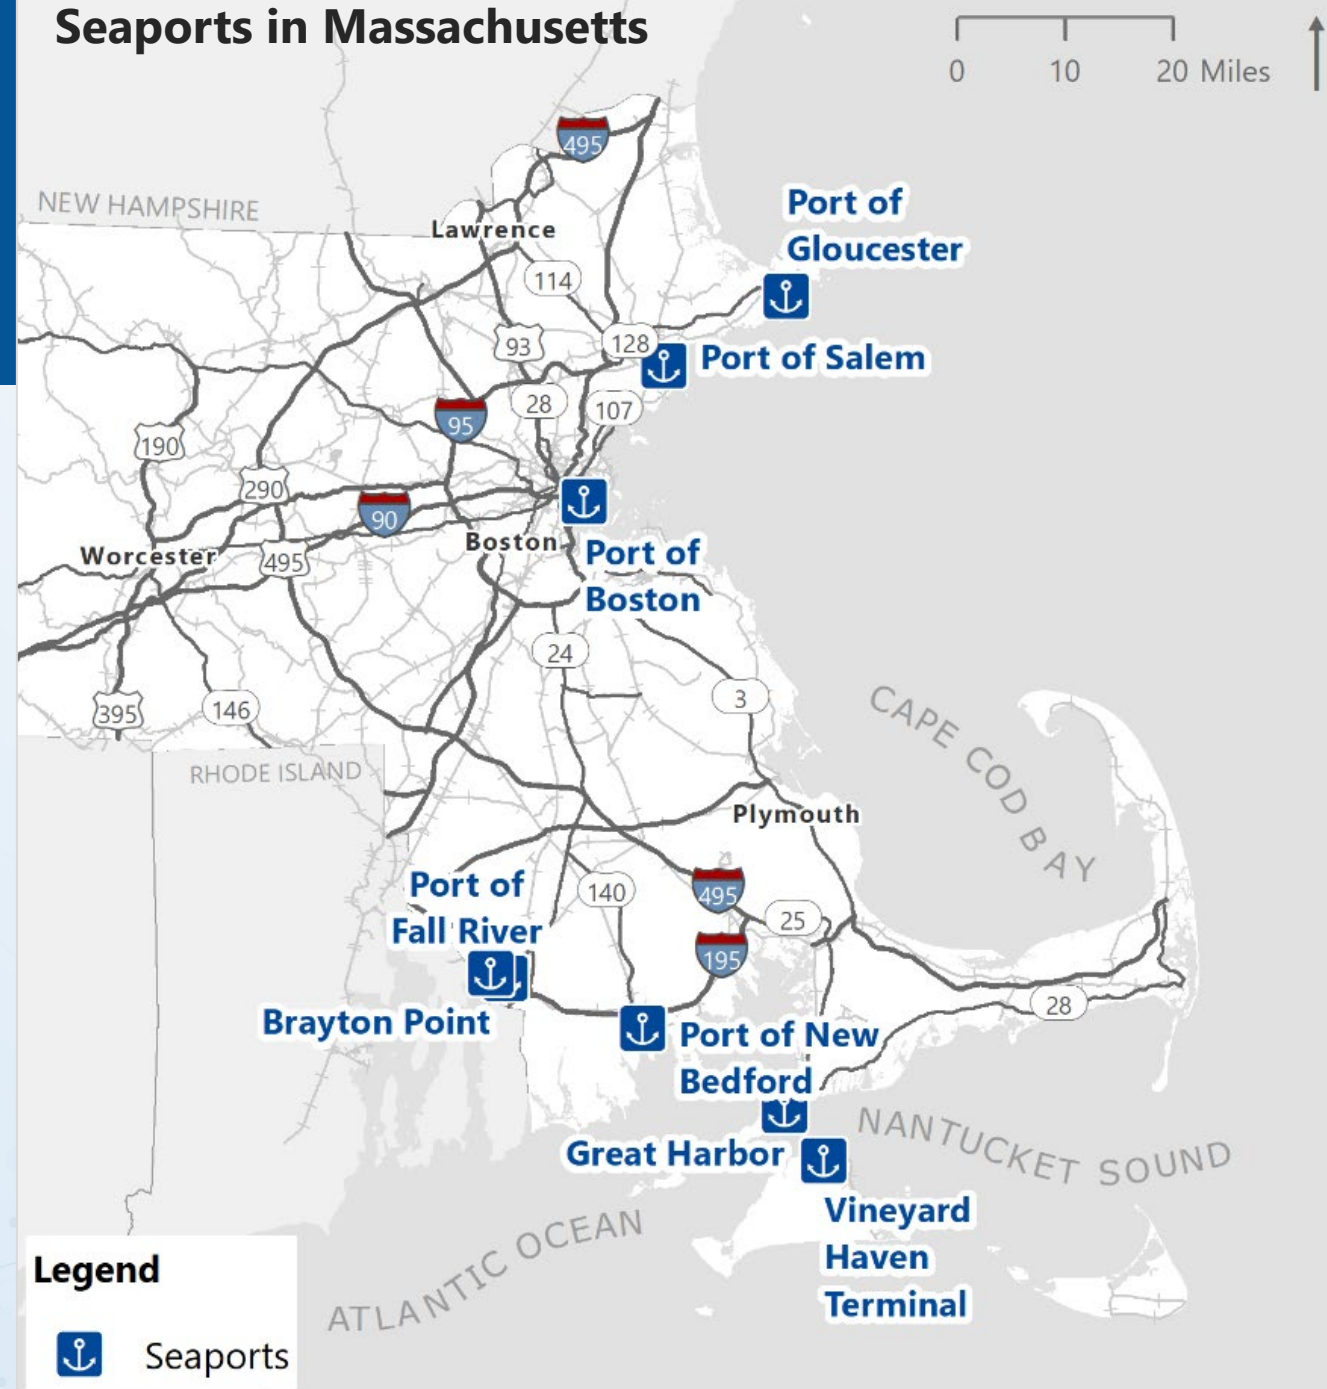 Seaports in Massachusetts
0 10 20 Miles
495
NEW HAMPSHIRE
Port of
Gloucester
Lawrence
114
93
128
Port of Salem
28
107
95
190
290
90
Worcester
495
Boston
Port of
Boston
24
3
395
146
CAPE COD BAY
RHODE ISLAND
Plymouth
Port of
Fall River
140
495
25
195
28
Brayton Point
Port of New
Bedford
NANTUCKET SOUND
Great Harbor
Vineyard
Haven
Terminal
ATLANTIC OCEAN
Legend
Seaports